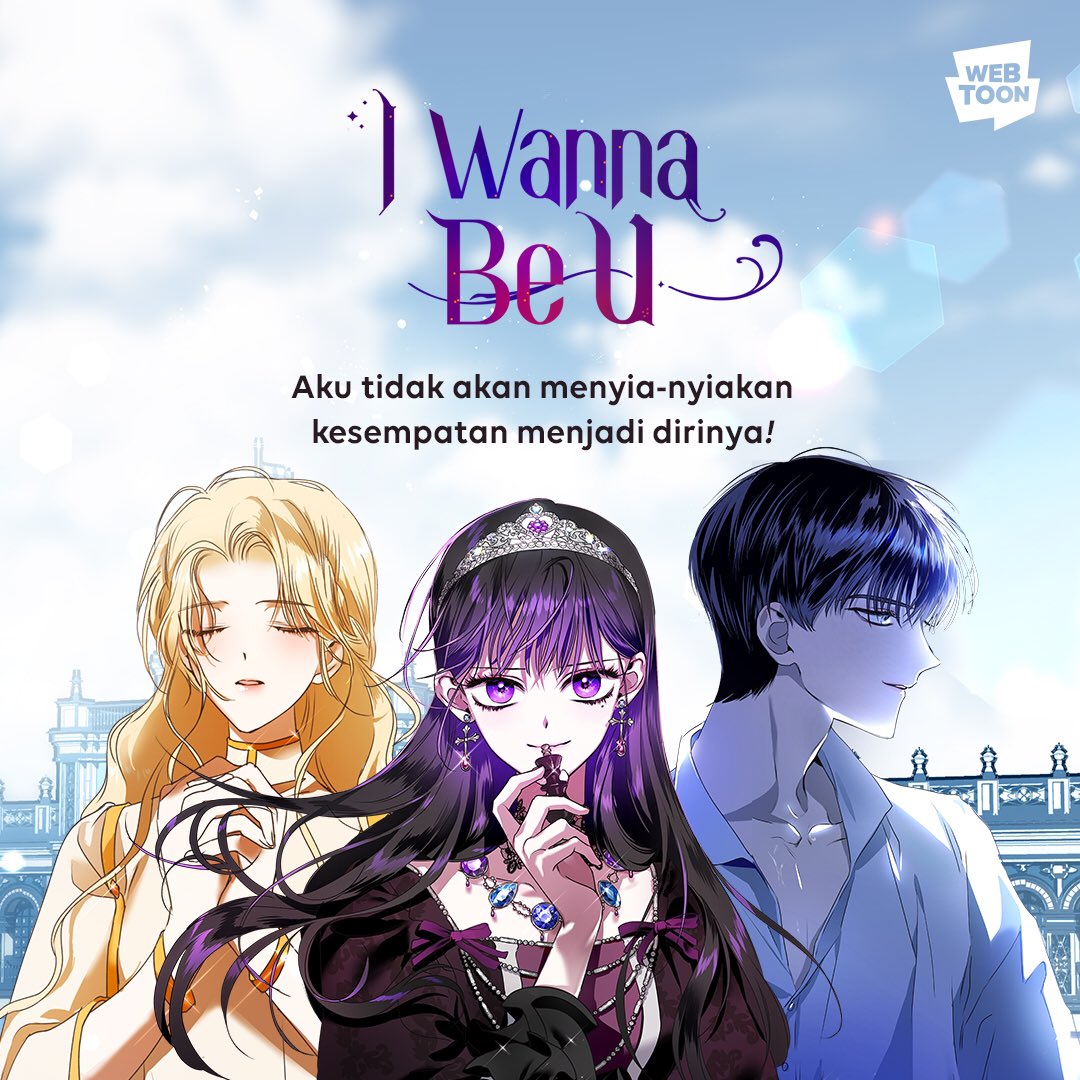 WEB
TOON
I Wanna
Be U
Aku tidak akan menyia-nyiakan
kesempatan menjadi dirinya!